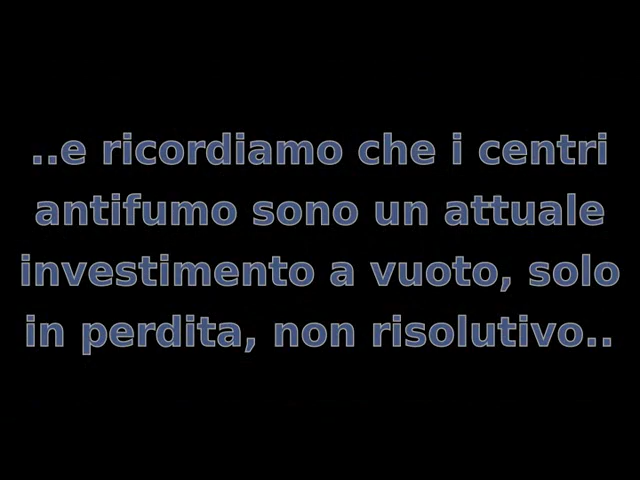 ..e ricordiamo che i centri
antifumo sono un attuale
investimento a vuoto, solo
in perdita, non risolutivo..